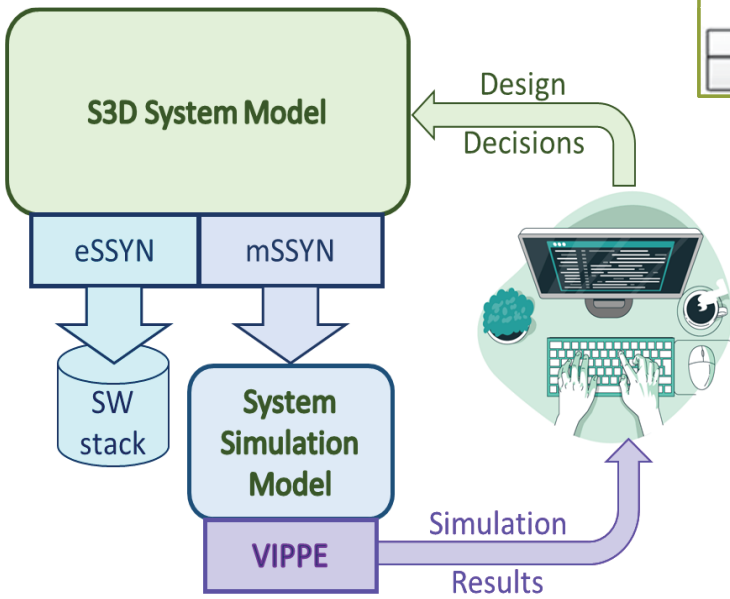 S3D System Model
Design
Decisions
eSSYN
mSSYN
SW
stack
System
Simulation
Model
VIPPE
Simulation
Results